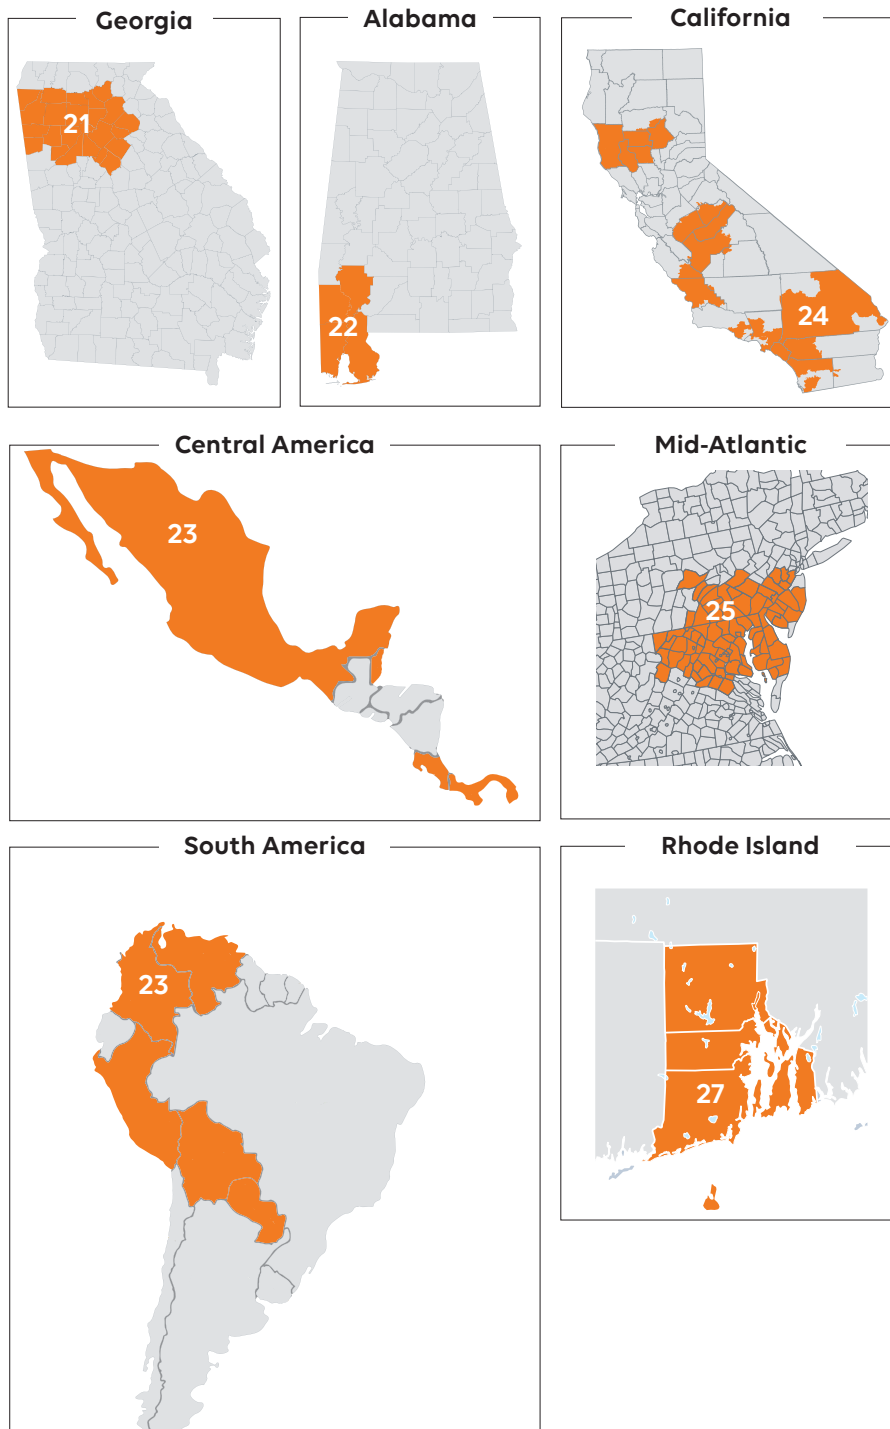 Georgia
Alabama
California
21
22
24
Central America
Mid-Atlantic
23
25
South America
Rhode Island
23
27